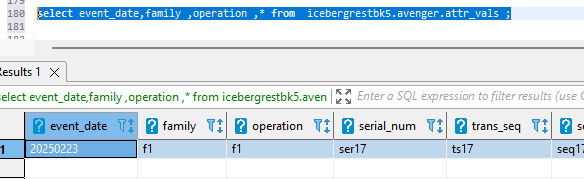 179
180 select event_date,family ,operation ,* from icebergrestbk5.avenger.attr_vals ;
181
Results 1
select event_date,family ,operation ,* from icebergrestbk5.aven Enter a SQL expression to filter results (use C
event_date family operation serial_num trans_seq
1 20250223 f1 f1 ser17 ts17 seq17